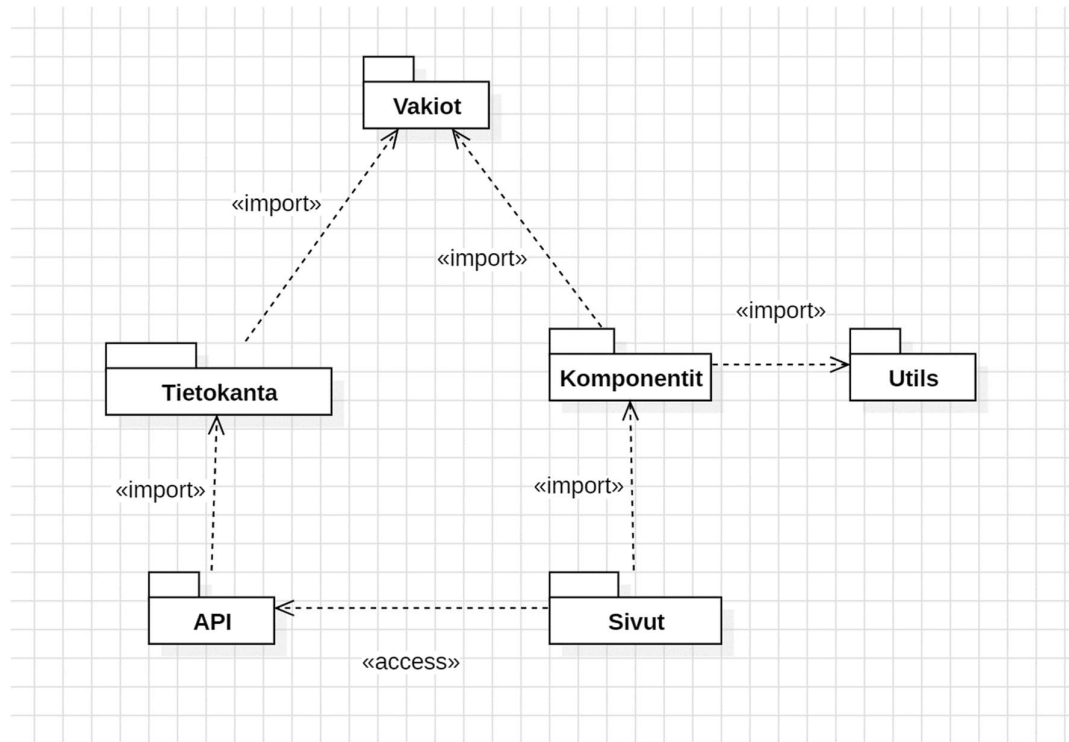 Vakiot
«import»
«import»
«import»
Tietokanta
Komponentit
Utils
«import»
«import»
API
Sivut
«access»